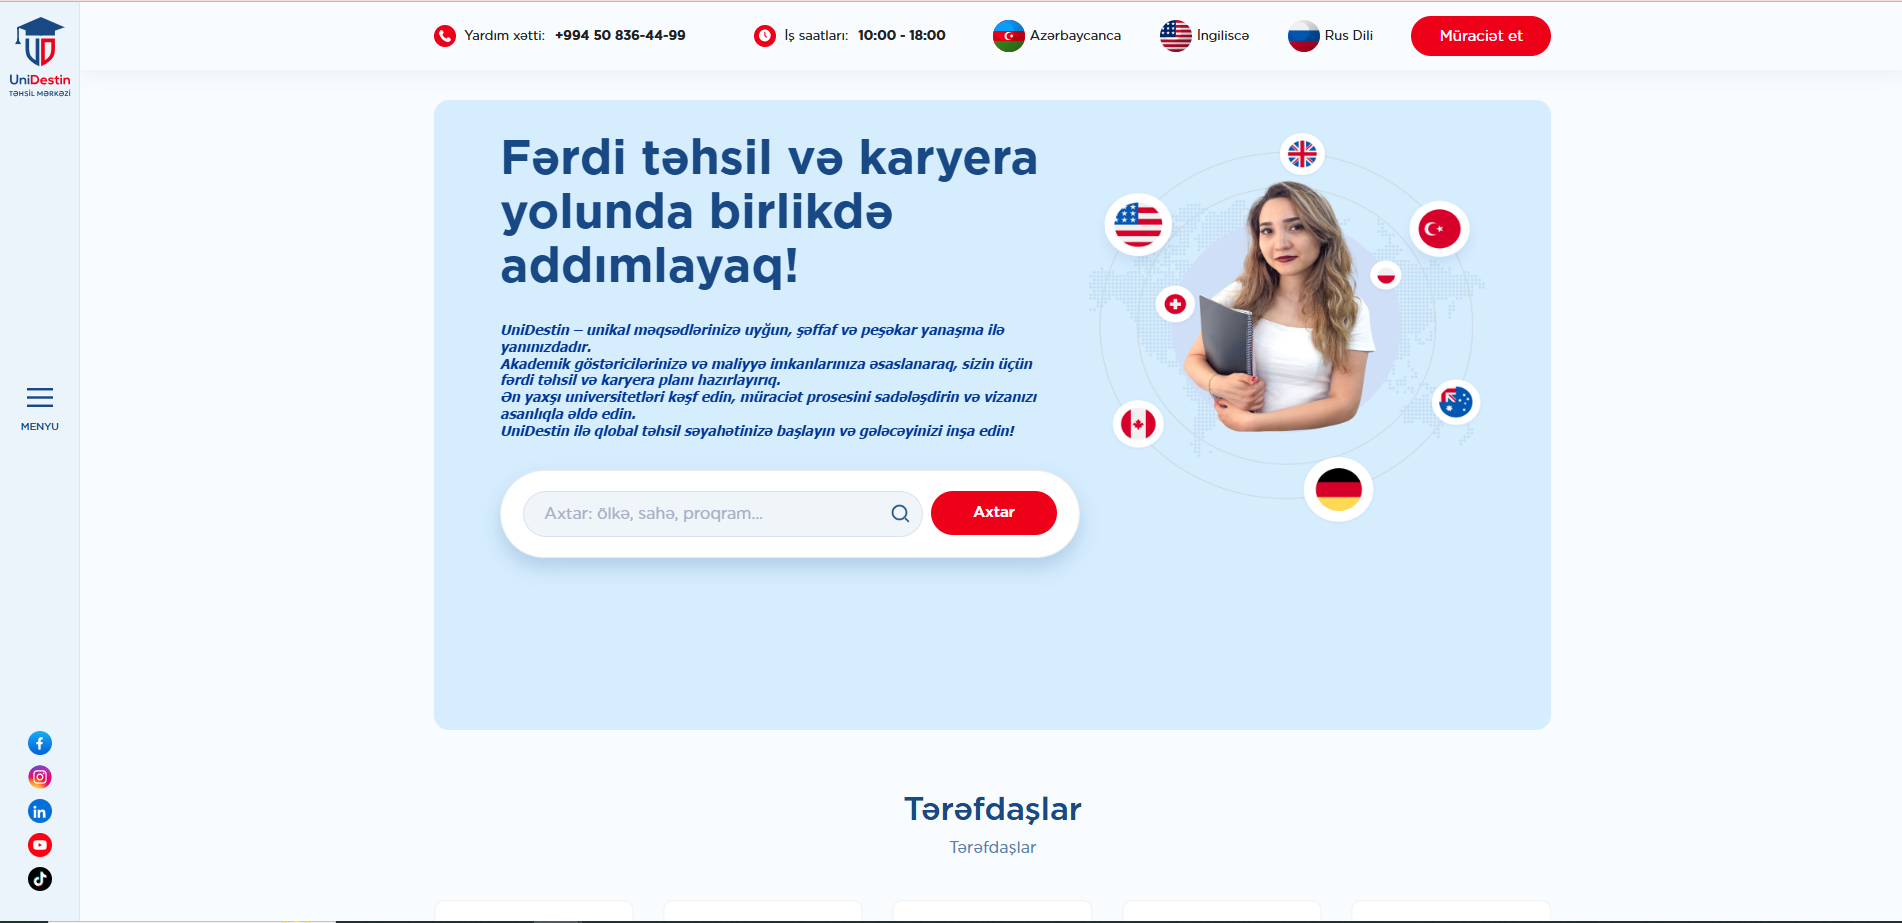 UniDestin
TƏHSİL MƏRKƏZİ
Yardım xətti: +994 50 836-44-99
İş saatları: 10:00 - 18:00
Azərbaycanca
İngiliscə
Rus Dili
Müraciət et
Fərdi təhsil və karyera
yolunda birlikdə
addımlayaq!
UniDestin – unikal məqsədlərinizə uyğun, şəffaf və peşəkar yanaşma ilə
yanınızdadır.
Akademik göstəricilərinizə və maliyyə imkanlarınıza əsaslanaraq, sizin üçün
fərdi təhsil və karyera planı hazırlayırıq.
Ən yaxşı universitetləri kəşf edin, müraciət prosesini sadələşdirin və vizanızı
asanlıqla əldə edin.
UniDestin ilə qlobal təhsil səyahətinizə başlayın və gələcəyinizi inşa edin!
Axtar: ölkə, sahə, proqram...
Axtar
MENYU
Tərəfdaşlar
Tərəfdaşlar